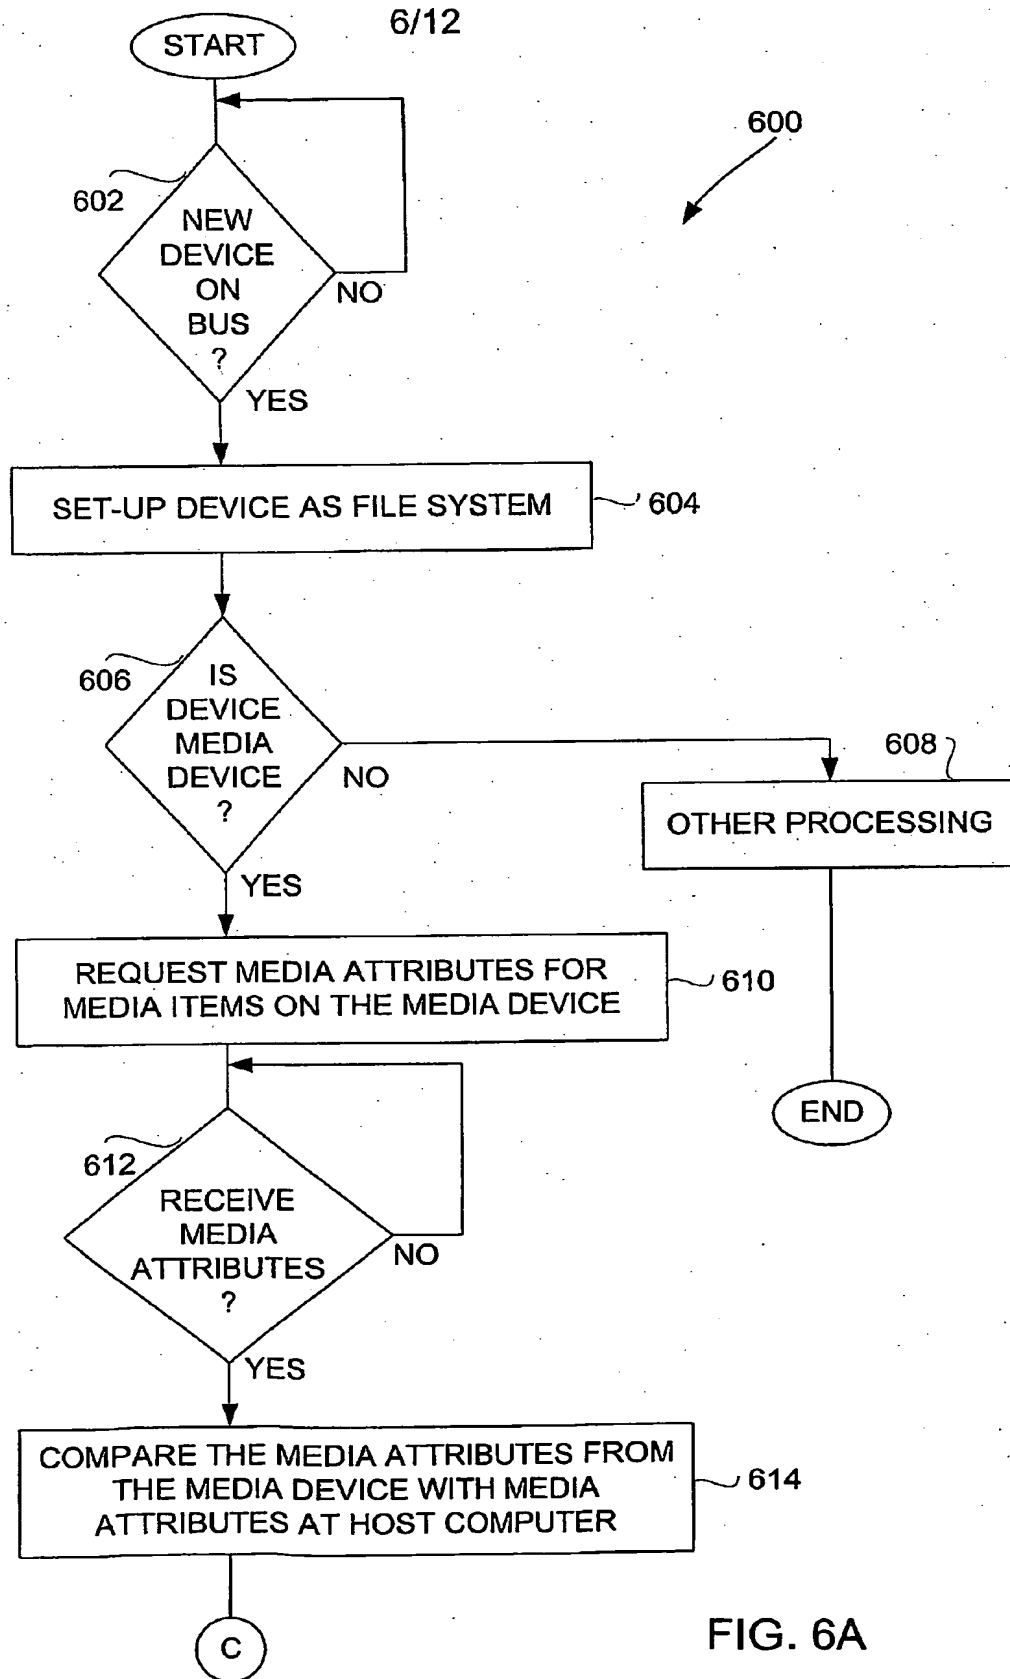 6/12
START
600
602
NEW
DEVICE
ON
BUS
?
NO
YES
SET-UP DEVICE AS FILE SYSTEM
604
606
IS
DEVICE
MEDIA
DEVICE
?
NO
608
OTHER PROCESSING
YES
REQUEST MEDIA ATTRIBUTES FOR
MEDIA ITEMS ON THE MEDIA DEVICE
610
END
612
RECEIVE
MEDIA
ATTRIBUTES
?
NO
YES
COMPARE THE MEDIA ATTRIBUTES FROM
THE MEDIA DEVICE WITH MEDIA
ATTRIBUTES AT HOST COMPUTER
614
C
FIG. 6A